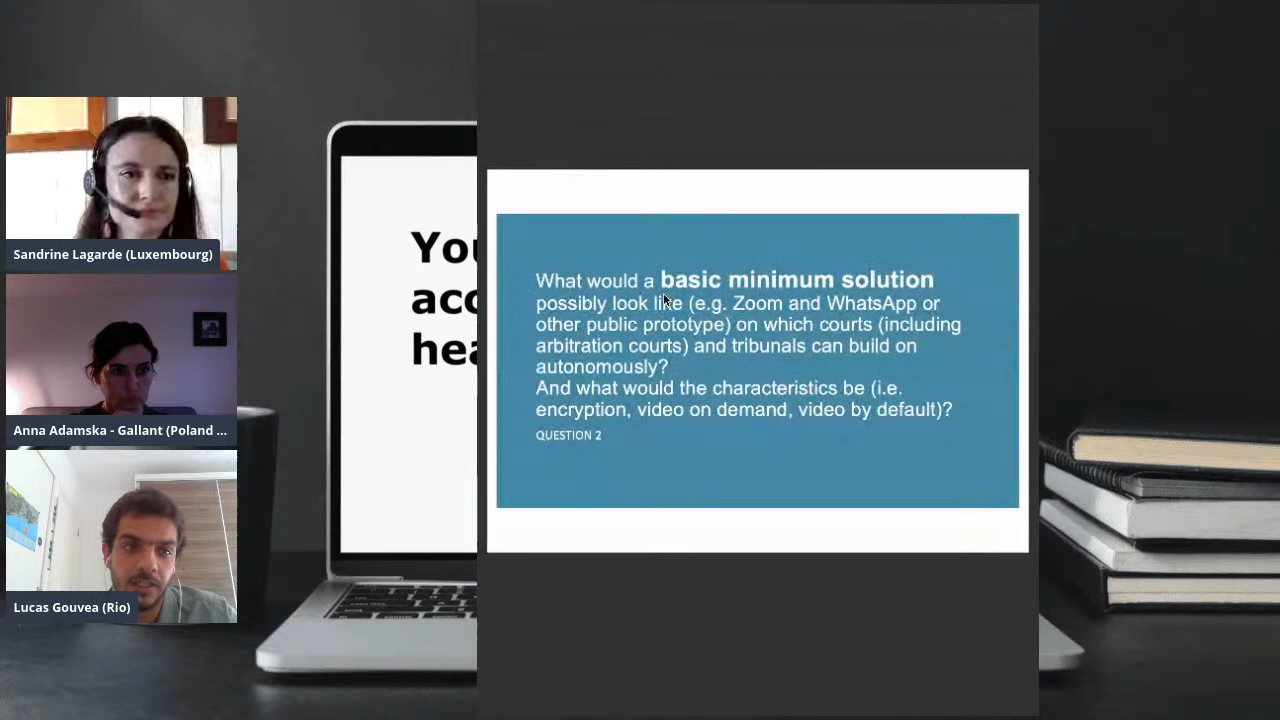 Sandrine Lagarde (Luxembourg)
Anna Adamska - Gallant (Poland ...
Lucas Gouvea (Rio)
You
acc
hea
What would a basic minimum solution
possibly look like (e.g. Zoom and WhatsApp or
other public prototype) on which courts (including
arbitration courts) and tribunals can build on
autonomously?
And what would the characteristics be (i.e.
encryption, video on demand, video by default)?
QUESTION 2